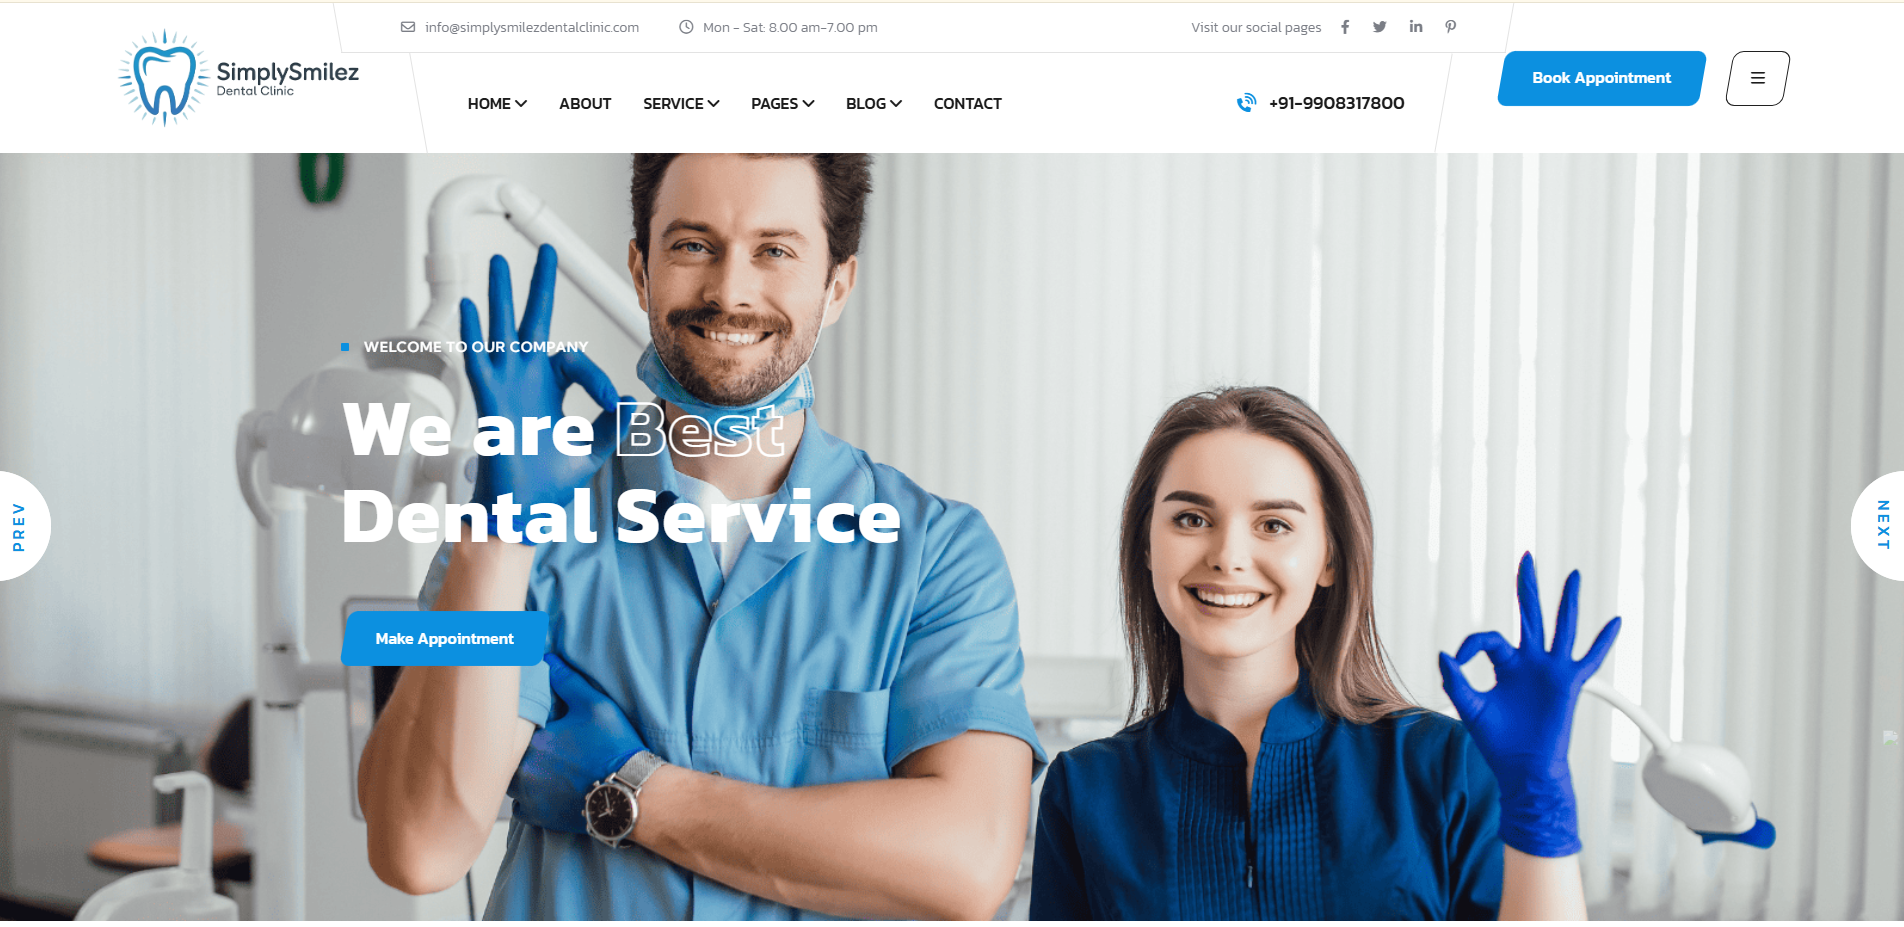 info@simplysmilezdentalclinic.com
Mon - Sat: 8.00 am-7.00 pm
Visit our social pages
SimplySmilez
Dental Clinic
HOME
ABOUT
SERVICE
PAGES
BLOG
CONTACT
+91-9908317800
Book Appointment
WELCOME TO OUR COMPANY
We are Best
Dental Service
PREV
NEXT
Make Appointment